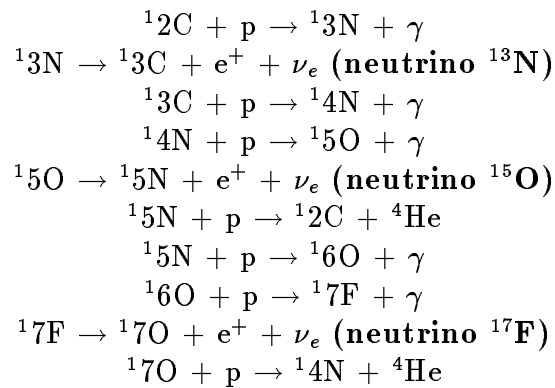 ¹2C + p → ¹3N + γ
¹3N → ¹3C + e⁺ + νₑ (neutrino ¹³N)
¹3C + p → ¹4N + γ
¹4N + p → ¹5O + γ
¹5O → ¹5N + e⁺ + νₑ (neutrino ¹⁵O)
¹5N + p → ¹2C + ⁴He
¹5N + p → ¹6O + γ
¹6O + p → ¹7F + γ
¹7F → ¹7O + e⁺ + νₑ (neutrino ¹⁷F)
¹7O + p → ¹4N + ⁴He